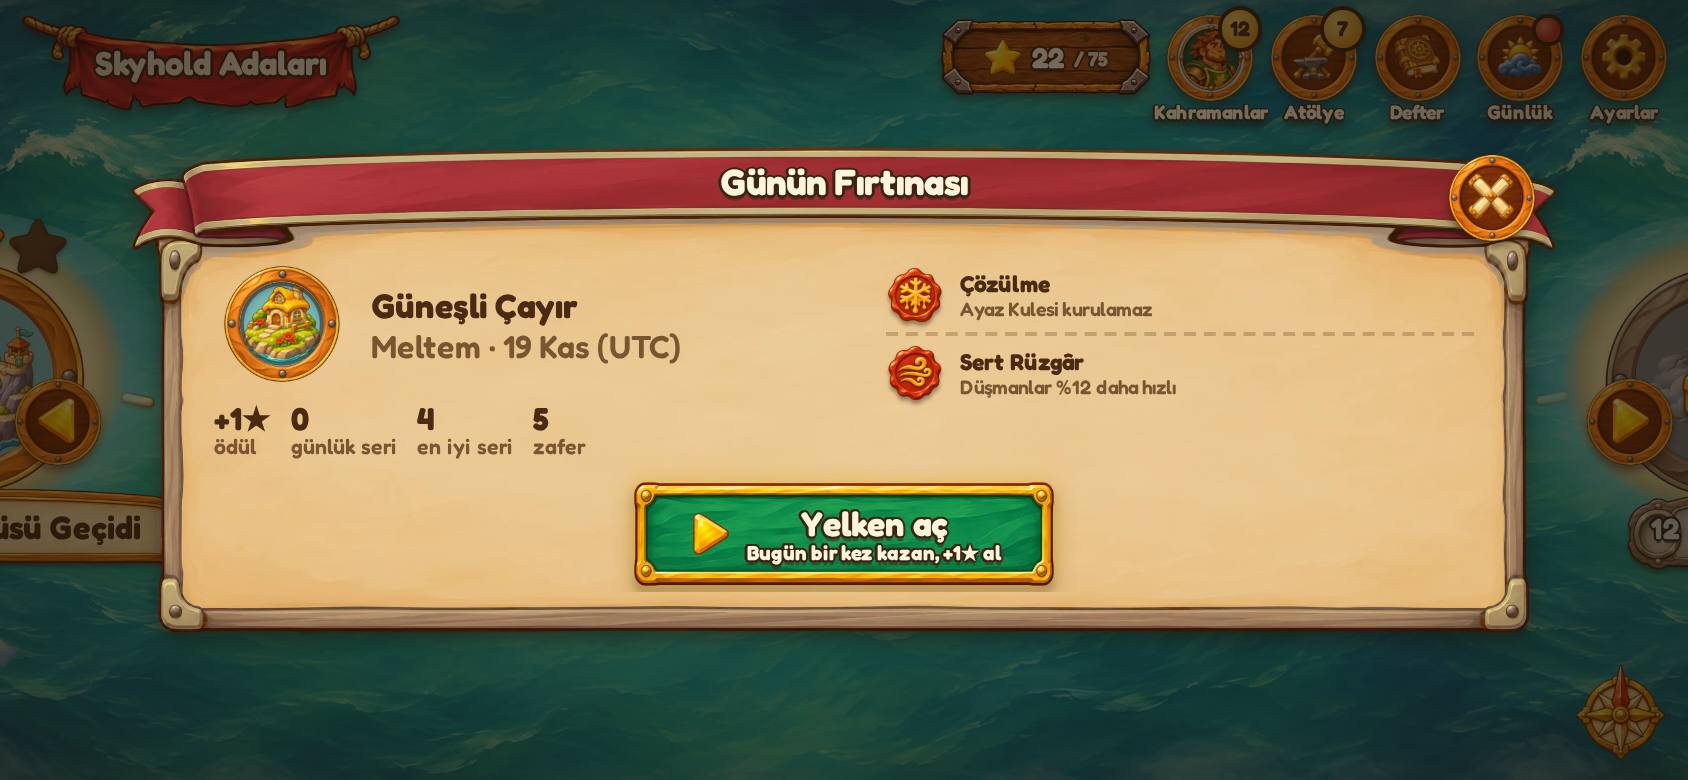 Skyhold Adaları
22 / 75
12
7
Kahramanlar
Atölye
Defter
Günlük
Ayarlar
Günün Fırtınası
Güneşli Çayır
Meltem · 19 Kas (UTC)
Çözülme
Ayaz Kulesi kurulamaz
Sert Rüzgâr
Düşmanlar %12 daha hızlı
+1★ 0 4 5
ödül günlük seri en iyi seri zafer
Yelken aç
Bugün bir kez kazan, +1★ al
Geçidi
12